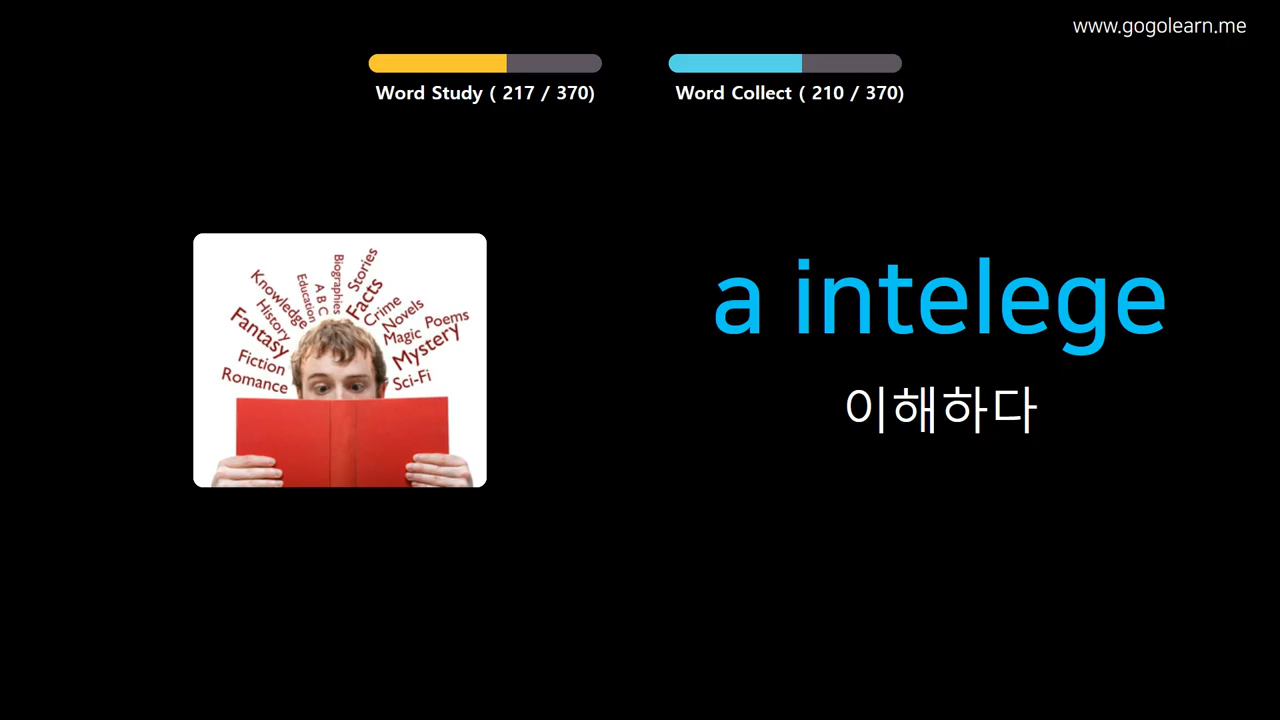 www.gogolearn.me
Word Study ( 217 / 370)
Word Collect ( 210 / 370)
Knowledge
History
Fantasy
Fiction
Romance
Education
A B C
Biographies
Stories
Facts
Crime
Novels
Magic
Poems
Mystery
Sci-Fi
a intelege
이해하다